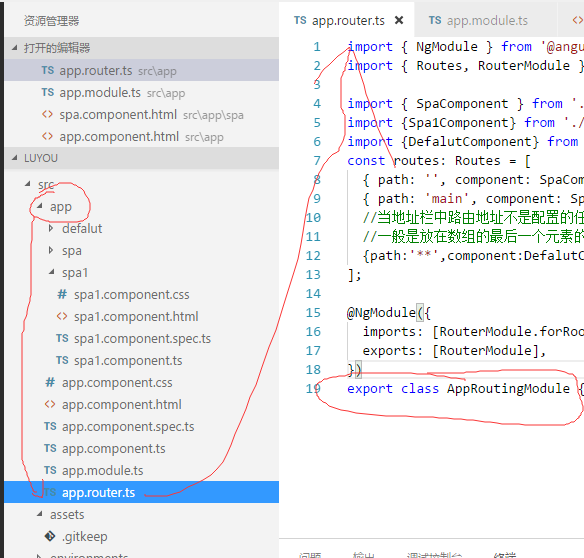 资源管理器
打开的编辑器
TS app.router.ts src\app
TS app.module.ts src\app
<> spa.component.html src\app\spa
<> app.component.html src\app
LUYOU
src
app
defalut
spa
spa1
# spa1.component.css
<> spa1.component.html
TS spa1.component.spec.ts
TS spa1.component.ts
# app.component.css
<> app.component.html
TS app.component.spec.ts
TS app.component.ts
TS app.module.ts
TS app.router.ts
assets
.gitkeep
environments
TS app.router.ts ×
TS app.module.ts
1 import { NgModule } from '@angu
2 import { Routes, RouterModule }
3
4 import { SpaComponent } from '.
5 import {Spa1Component} from './
6 import {DefalutComponent} from
7 const routes: Routes = [
8 { path: '', component: SpaCom
9 { path: 'main', component: Sp
10 //当地址栏中路由地址不是配置的任
11 //一般是放在数组的最后一个元素的
12 {path:'**',component:DefalutC
13 ];
14
15 @NgModule({
16 imports: [RouterModule.forRoo
17 exports: [RouterModule],
18 })
19 export class AppRoutingModule {
问题 输出 调试控制台 终端